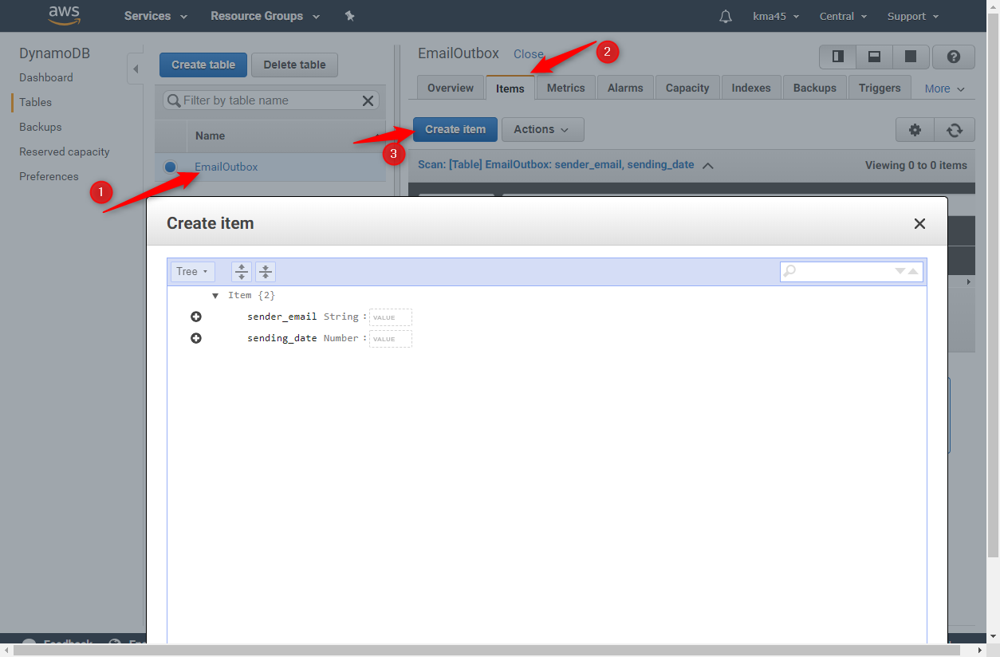 aws Services Resource Groups kma45 Central Support
DynamoDB
Dashboard
Tables
Backups
Reserved capacity
Preferences
Create table Delete table
Filter by table name
Name
EmailOutbox
1
EmailOutbox Close
2
Overview Items Metrics Alarms Capacity Indexes Backups Triggers More
Create item Actions
3
Scan: [Table] EmailOutbox: sender_email, sending_date Viewing 0 to 0 items
Create item
Tree
Item {2}
sender_email String : VALUE
sending_date Number : VALUE
Feedback